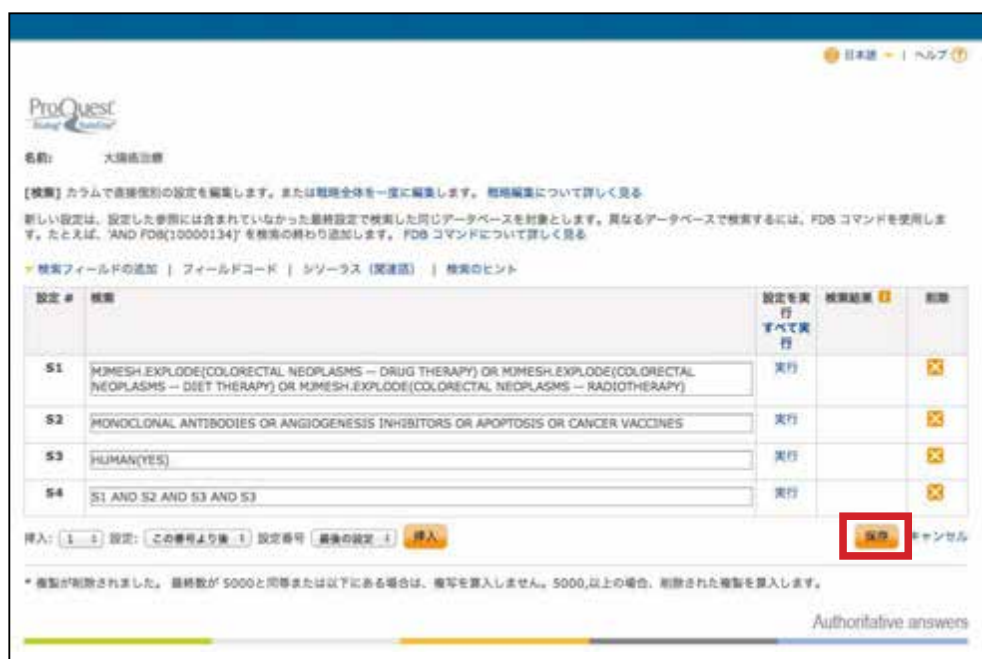 日本語 | ヘルプ ?
ProQuest
名前: 大腸癌治療
[検索] カラムで直接個別の設定を編集します。または戦略全体を一度に編集します。 戦略編集について詳しく見る
新しい設定は、設定した参照には含まれていなかった最終設定で検索した同じデータベースを対象とします。異なるデータベースで検索するには、FDB コマンドを使用しま
す。たとえば、'AND FDB(10000134)' を検索の終わり追加します。 FDB コマンドについて詳しく見る
検索フィールドの追加 | フィールドコード | シソーラス (関連語) | 検索のヒント
設定 # 検索 設定を実行 すべて実行 検索結果 削除
S1 MJMESH.EXPLODE(COLORECTAL NEOPLASMS -- DRUG THERAPY) OR MJMESH.EXPLODE(COLORECTAL 実行
NEOPLASMS -- DIET THERAPY) OR MJMESH.EXPLODE(COLORECTAL NEOPLASMS -- RADIOTHERAPY)
S2 MONOCLONAL ANTIBODIES OR ANGIOGENESIS INHIBITORS OR APOPTOSIS OR CANCER VACCINES 実行
S3 HUMAN(YES) 実行
S4 S1 AND S2 AND S3 AND S3 実行
挿入: 1 設定: この番号より後 設定番号 最後の設定 挿入 保存 キャンセル
* 複製が削除されました。 最終数が 5000と同等または以下にある場合は、複写を算入しません。5000,以上の場合、削除された複製を算入します。
Authoritative answers